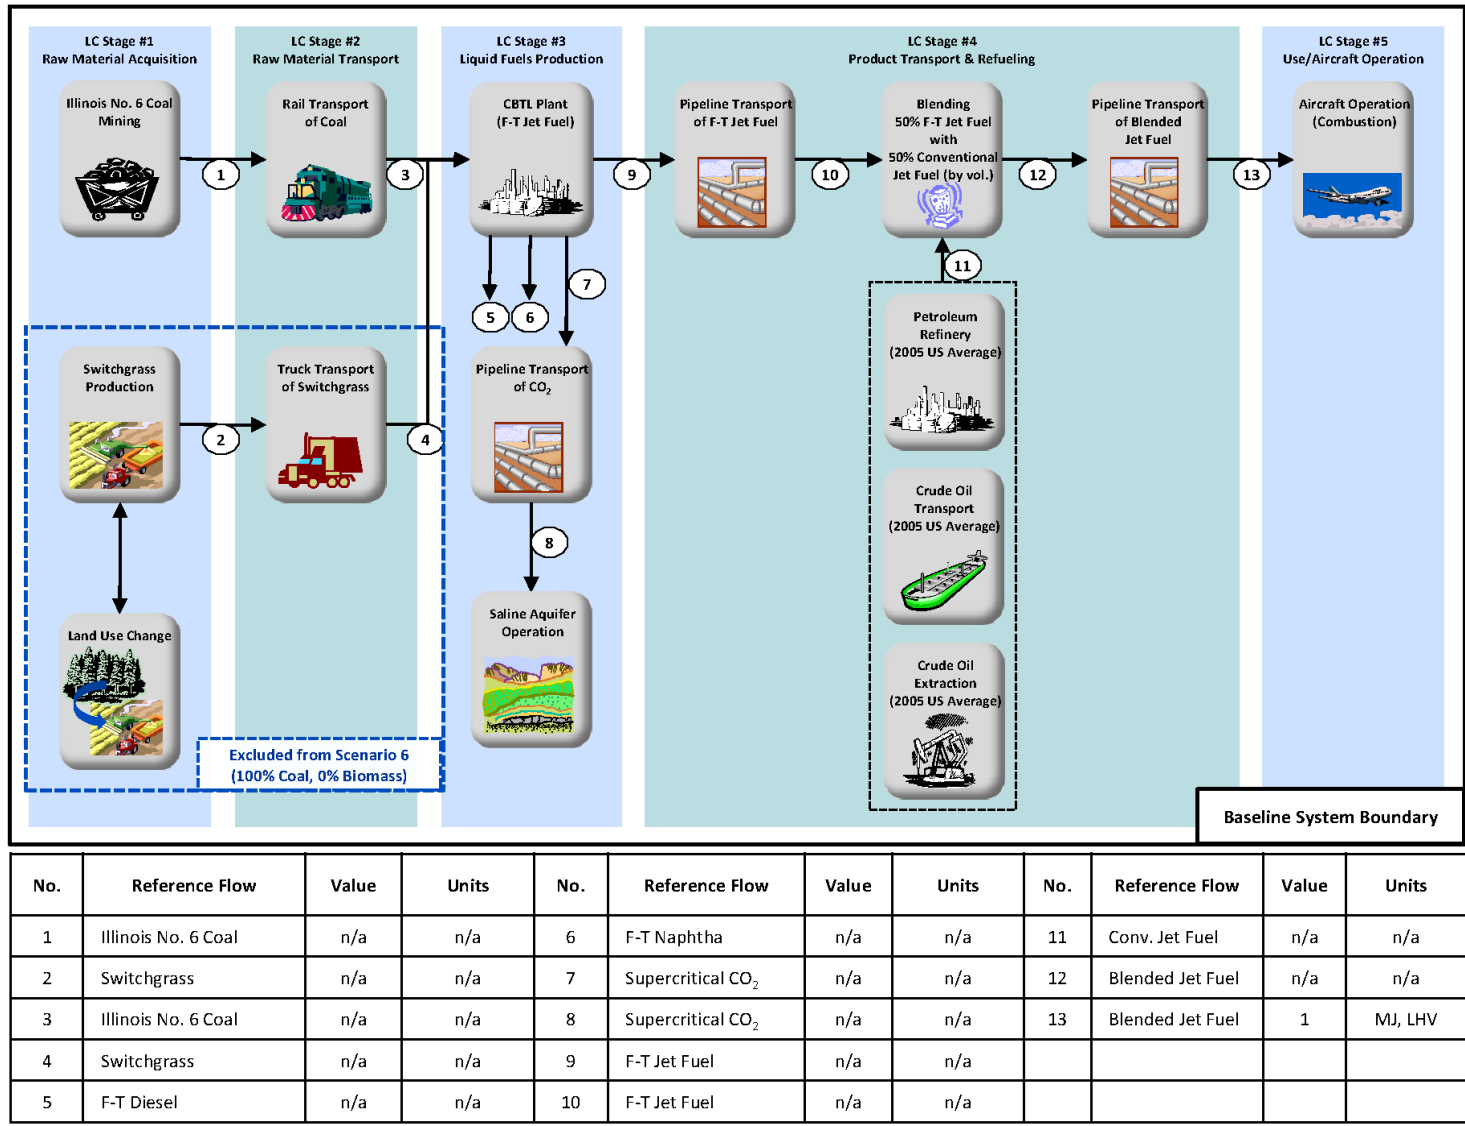 LC Stage #1
Raw Material Acquisition
LC Stage #2
Raw Material Transport
LC Stage #3
Liquid Fuels Production
LC Stage #4
Product Transport & Refueling
LC Stage #5
Use/Aircraft Operation
Illinois No. 6 Coal
Mining
Rail Transport
of Coal
CBTL Plant
(F-T Jet Fuel)
Pipeline Transport
of F-T Jet Fuel
Blending
50% F-T Jet Fuel
with
50% Conventional
Jet Fuel (by vol.)
Pipeline Transport
of Blended
Jet Fuel
Aircraft Operation
(Combustion)
1
3
9
10
12
13
11
7
5
6
Switchgrass
Production
Truck Transport
of Switchgrass
Pipeline Transport
of CO2
Petroleum
Refinery
(2005 US Average)
2
4
8
Crude Oil
Transport
(2005 US Average)
Land Use Change
Saline Aquifer
Operation
Crude Oil
Extraction
(2005 US Average)
Excluded from Scenario 6
(100% Coal, 0% Biomass)
Baseline System Boundary
No. Reference Flow Value Units No. Reference Flow Value Units No. Reference Flow Value Units
1 Illinois No. 6 Coal n/a n/a 6 F-T Naphtha n/a n/a 11 Conv. Jet Fuel n/a n/a
2 Switchgrass n/a n/a 7 Supercritical CO2 n/a n/a 12 Blended Jet Fuel n/a n/a
3 Illinois No. 6 Coal n/a n/a 8 Supercritical CO2 n/a n/a 13 Blended Jet Fuel 1 MJ, LHV
4 Switchgrass n/a n/a 9 F-T Jet Fuel n/a n/a
5 F-T Diesel n/a n/a 10 F-T Jet Fuel n/a n/a